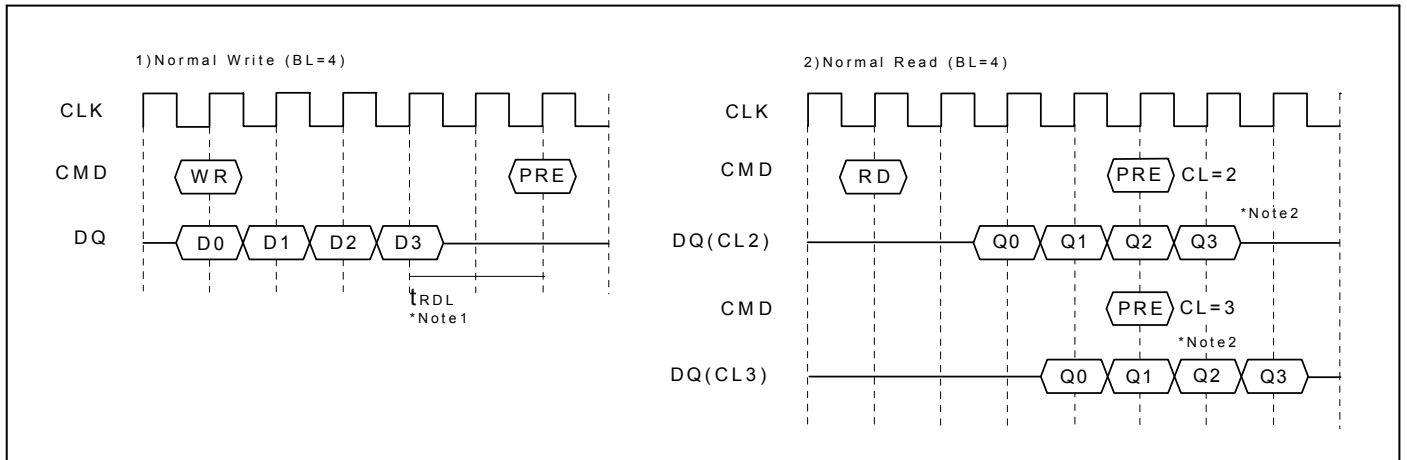 1)Normal Write (BL=4)
CLK
CMD WR PRE
DQ D0 D1 D2 D3
tRDL
*Note1
2)Normal Read (BL=4)
CLK
CMD RD PRE CL=2
*Note2
DQ(CL2) Q0 Q1 Q2 Q3
CMD PRE CL=3
*Note2
DQ(CL3) Q0 Q1 Q2 Q3